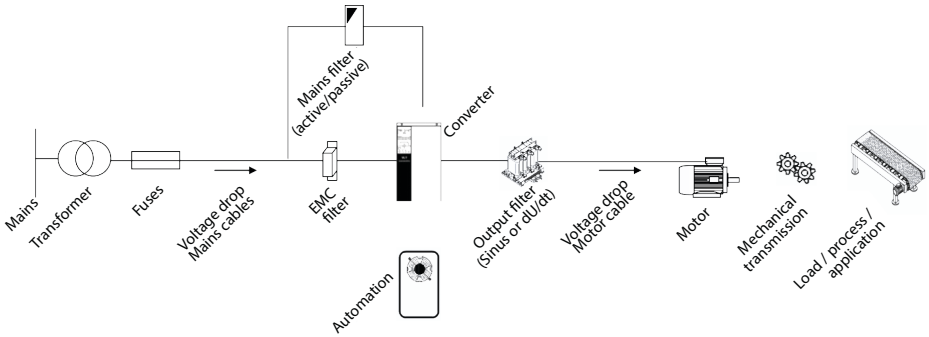 Mains
Transformer
Fuses
Voltage drop
Mains cables
Mains filter
(active/passive)
EMC
filter
Converter
Automation
Output filter
(Sinus or dU/dt)
Voltage drop
Motor cable
Motor
Mechanical
transmission
Load / process /
application